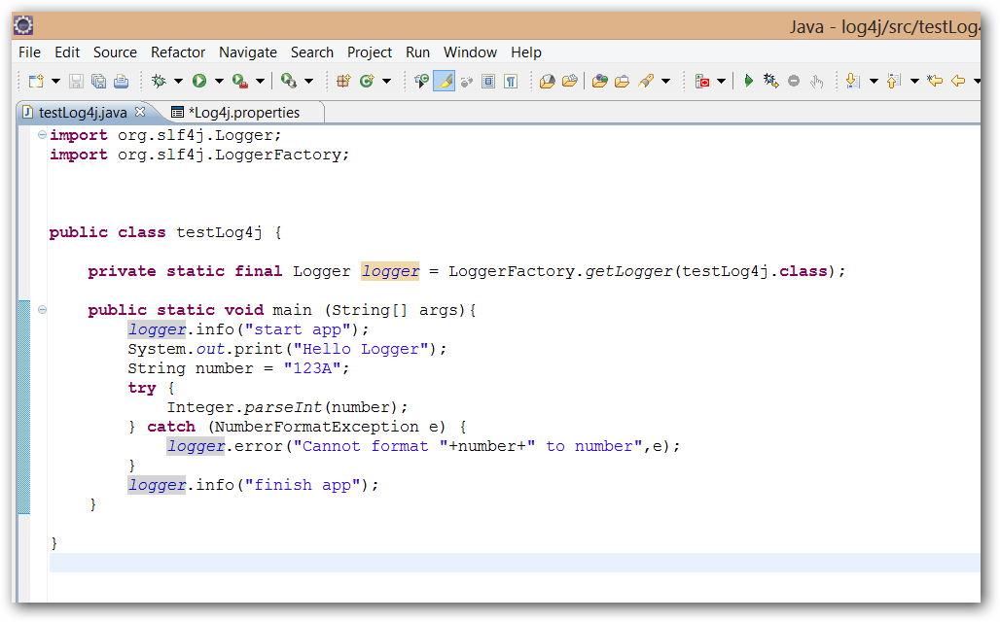 Java - log4j/src/testLog4
File Edit Source Refactor Navigate Search Project Run Window Help
testLog4j.java *Log4j.properties
import org.slf4j.Logger;
import org.slf4j.LoggerFactory;
public class testLog4j {
private static final Logger logger = LoggerFactory.getLogger(testLog4j.class);
public static void main (String[] args){
logger.info("start app");
System.out.print("Hello Logger");
String number = "123A";
try {
Integer.parseInt(number);
} catch (NumberFormatException e) {
logger.error("Cannot format "+number+" to number",e);
}
logger.info("finish app");
}
}